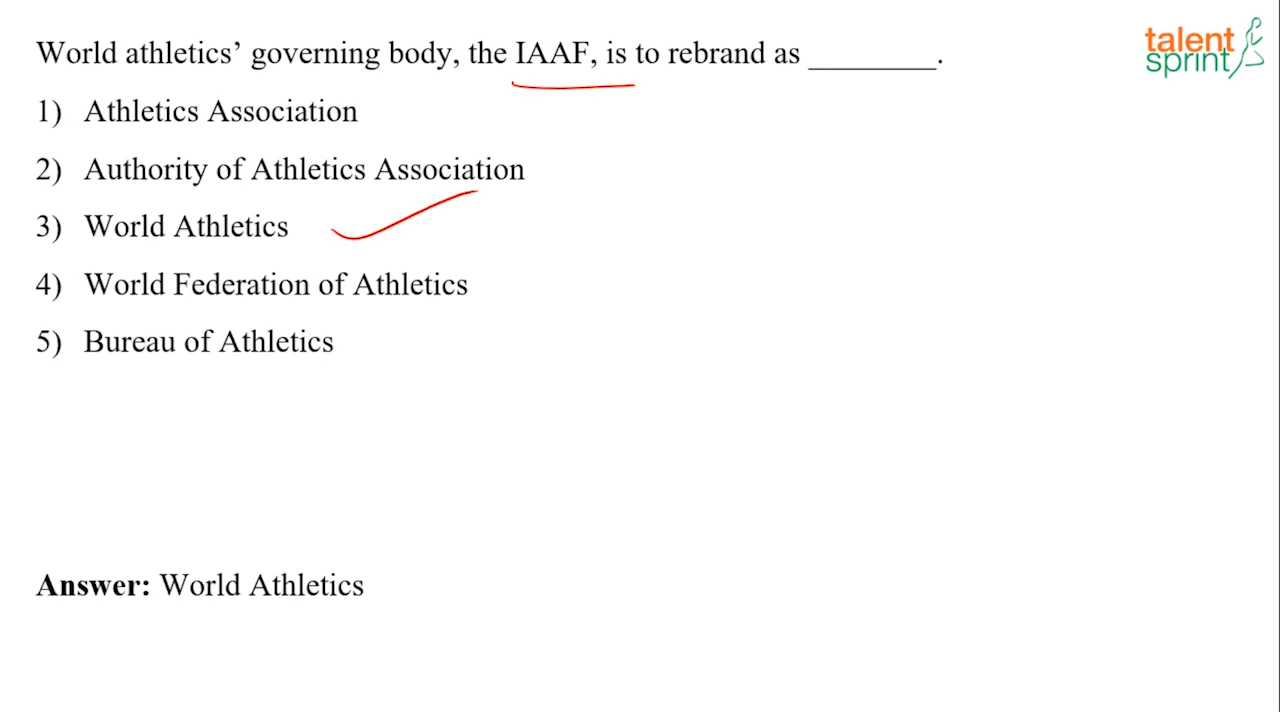 talent
sprint
World athletics’ governing body, the IAAF, is to rebrand as ________.
1) Athletics Association
2) Authority of Athletics Association
3) World Athletics
4) World Federation of Athletics
5) Bureau of Athletics
Answer: World Athletics